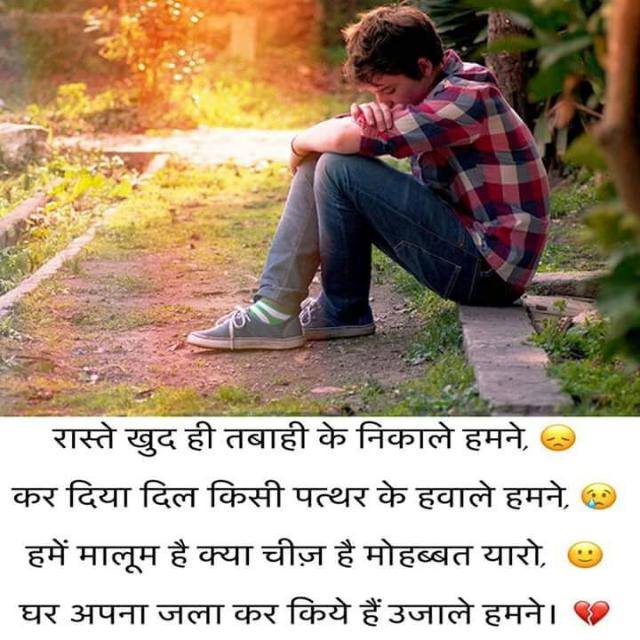 रास्ते खुद ही तबाही के निकाले हमने, 😞
कर दिया दिल किसी पत्थर के हवाले हमने, 😢
हमें मालूम है क्या चीज़ है मोहब्बत यारो, 🙂
घर अपना जला कर किये हैं उजाले हमने। 💔